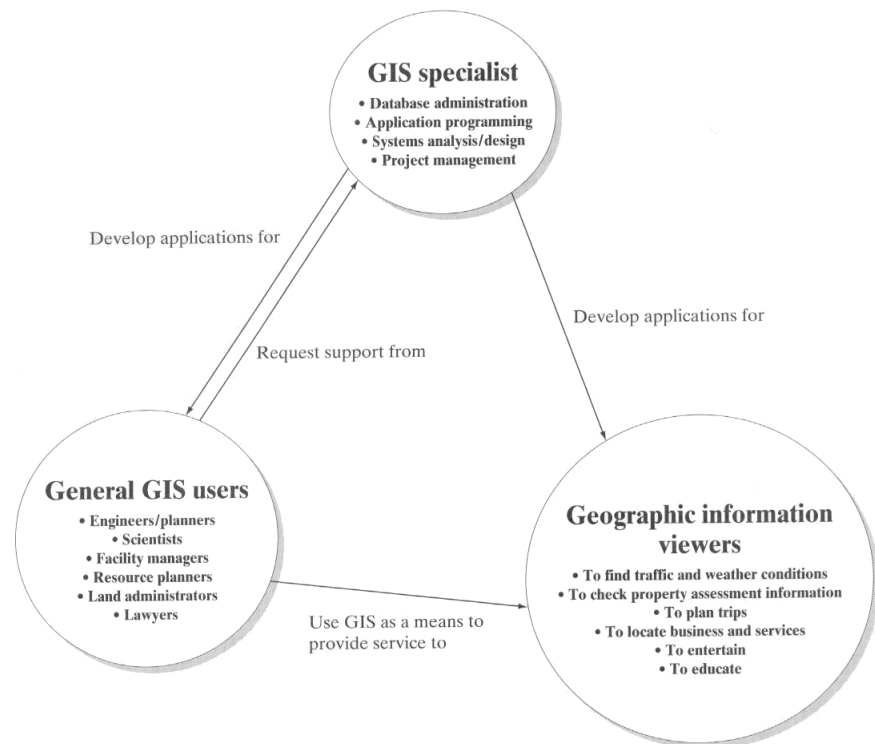 GIS specialist
• Database administration
• Application programming
• Systems analysis/design
• Project management
Develop applications for
Develop applications for
Request support from
General GIS users
• Engineers/planners
• Scientists
• Facility managers
• Resource planners
• Land administrators
• Lawyers
Geographic information
viewers
• To find traffic and weather conditions
• To check property assessment information
• To plan trips
• To locate business and services
• To entertain
• To educate
Use GIS as a means to
provide service to